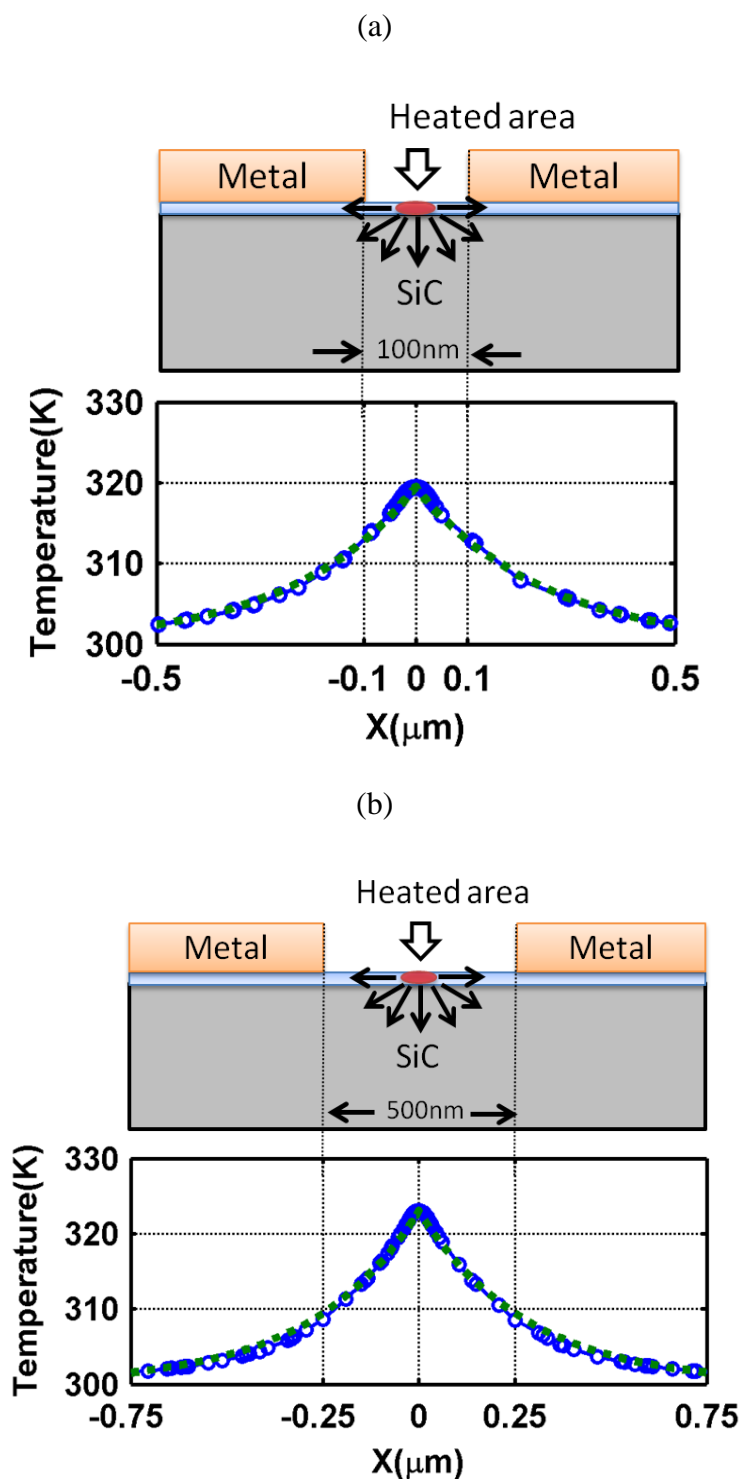 (a)
Heated area
Metal Metal
SiC
100nm
330
320
310
300
Temperature(K)
-0.5 -0.1 0 0.1 0.5
X(μm)
(b)
Heated area
Metal Metal
SiC
500nm
330
320
310
300
Temperature(K)
-0.75 -0.25 0 0.25 0.75
X(μm)